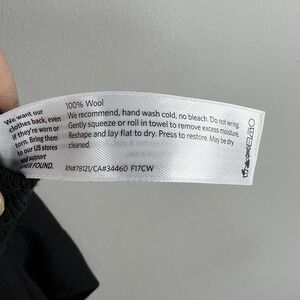 We want our
clothes back, even
if they're worn or
torn. Bring them
to our US stores
and support
FOUND.
100% Wool
We recommend, hand wash cold, no bleach. Do not wring.
Gently squeeze or roll in towel to remove excess moisture.
Reshape and lay flat to dry. Press to restore. May be dry
cleaned.
RN#78121/CA#34460 F17CW